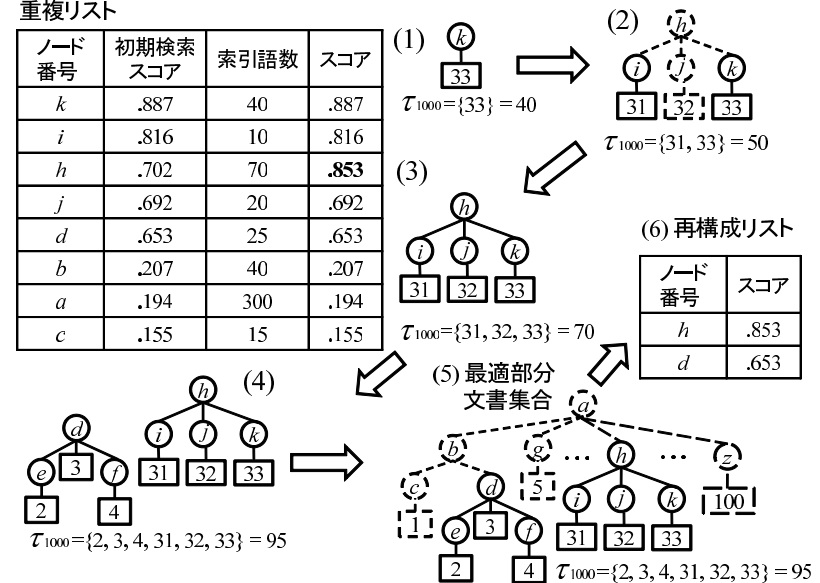 重複リスト
ノード番号 初期検索スコア 索引語数 スコア
k .887 40 .887
i .816 10 .816
h .702 70 .853
j .692 20 .692
d .653 25 .653
b .207 40 .207
a .194 300 .194
c .155 15 .155
(1)
k
33
τ1000={33} = 40
(2)
h
i j k
31 32 33
τ1000={31, 33} = 50
(3)
h
i j k
31 32 33
τ1000={31, 32, 33} = 70
(4)
d
e 3 f
2 4
h
i j k
31 32 33
τ1000={2, 3, 4, 31, 32, 33} = 95
(5) 最適部分
文書集合
a
b g … h … z
c d 5 i j k 100
1 e 3 f 31 32 33
2 4
τ1000={2, 3, 4, 31, 32, 33} = 95
(6) 再構成リスト
ノード番号 スコア
h .853
d .653